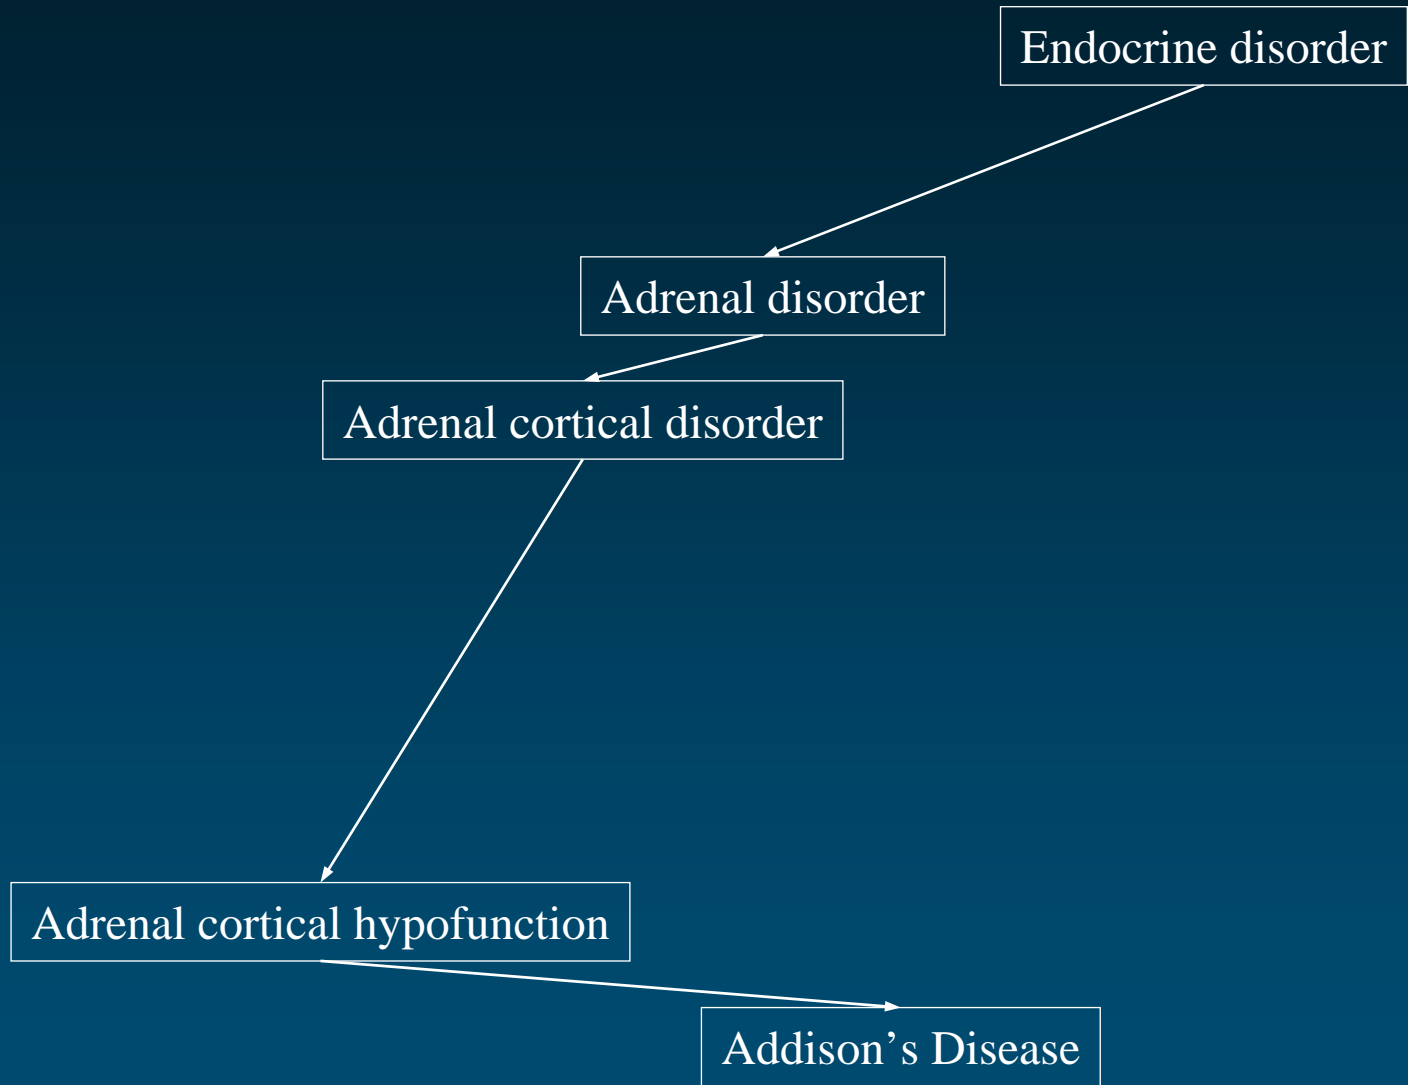 Endocrine disorder
Adrenal disorder
Adrenal cortical disorder
Adrenal cortical hypofunction
Addison’s Disease